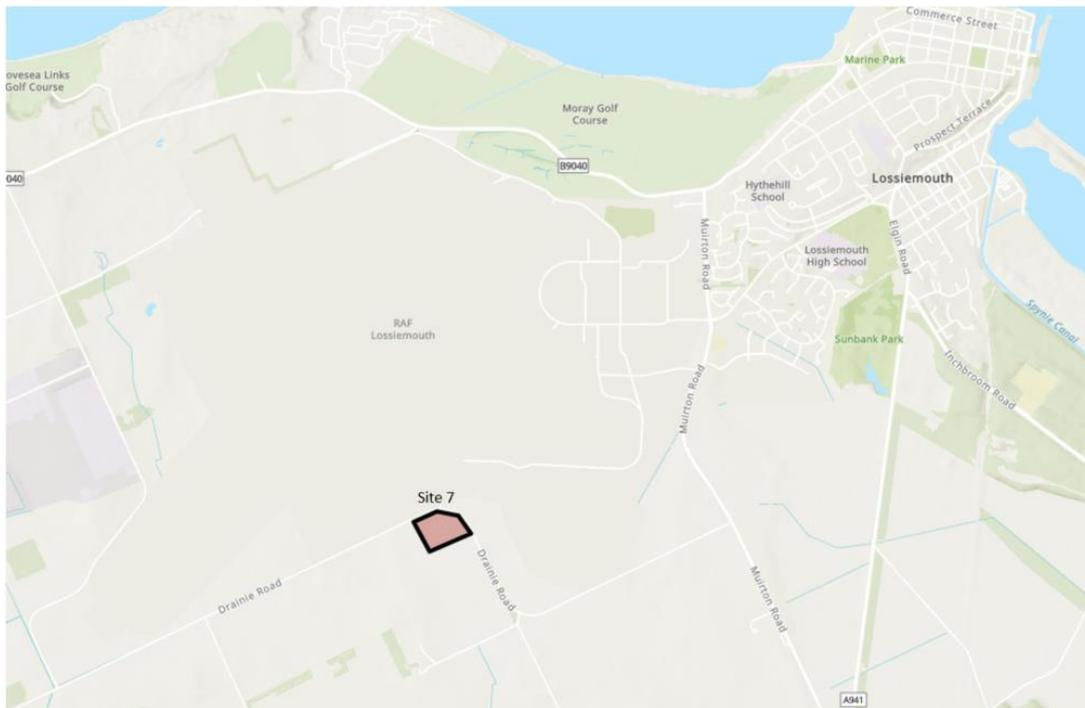 Commerce Street
Marine Park
ovesea Links
Golf Course
Moray Golf
Course
Prospect Terrace
B9040
040
Hythehill
School
Lossiemouth
Muirton Road
Lossiemouth
High School
Elgin Road
Spynie Canal
RAF
Lossiemouth
Sunbank Park
Inchbroom Road
Muirton Road
Site 7
Drainie Road
Drainie Road
Muirton Road
A941